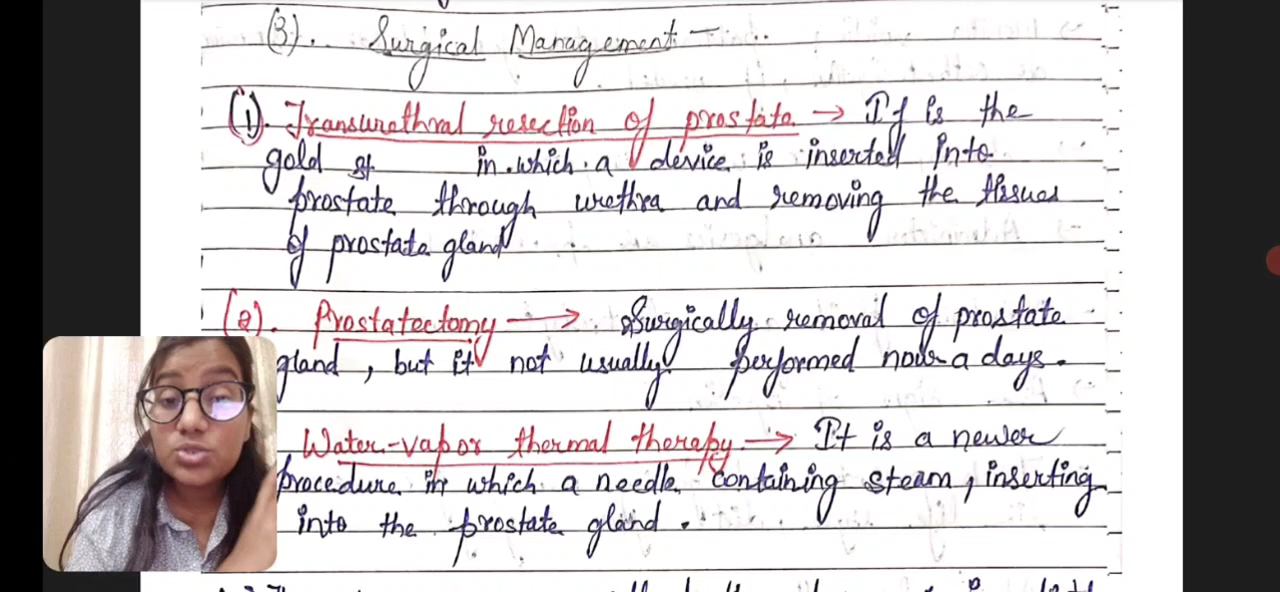 (3). Surgical Management -
(1). Transurethral resection of prostate → It is the
gold st in which a device is inserted into
prostate through urethra and removing the tissues
of prostate gland
(2). Prostatectomy → Surgically removal of prostate
gland, but it not usually performed now a days.
Water-vapor thermal therapy → It is a newer
procedure in which a needle containing steam, inserting
into the prostate gland.